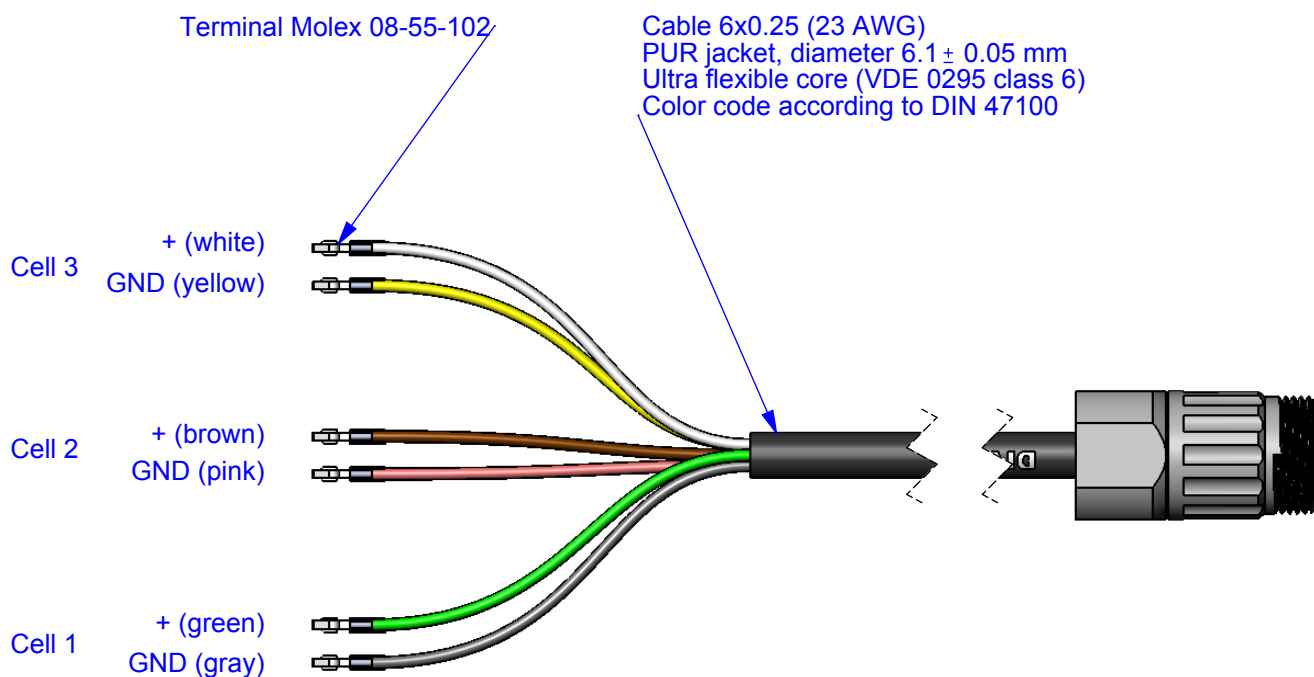 Terminal Molex 08-55-102
Cable 6x0.25 (23 AWG)
PUR jacket, diameter 6.1 ± 0.05 mm
Ultra flexible core (VDE 0295 class 6)
Color code according to DIN 47100
+ (white)
Cell 3
GND (yellow)
+ (brown)
Cell 2
GND (pink)
+ (green)
Cell 1
GND (gray)